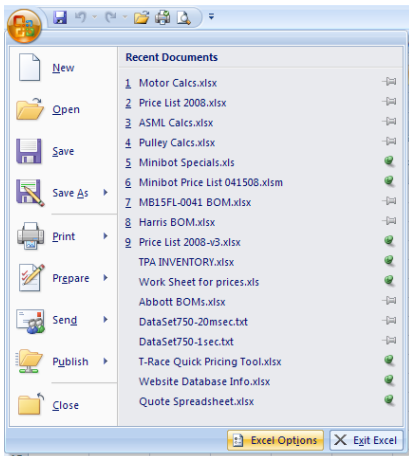 New
Open
Save
Save As
Print
Prepare
Send
Publish
Close
Recent Documents
1 Motor Calcs.xlsx
2 Price List 2008.xlsx
3 ASML Calcs.xlsx
4 Pulley Calcs.xlsx
5 Minibot Specials.xls
6 Minibot Price List 041508.xlsm
7 MB15FL-0041 BOM.xlsx
8 Harris BOM.xlsx
9 Price List 2008-v3.xlsx
TPA INVENTORY.xlsx
Work Sheet for prices.xls
Abbott BOMs.xlsx
DataSet750-20msec.txt
DataSet750-1sec.txt
T-Race Quick Pricing Tool.xlsx
Website Database Info.xlsx
Quote Spreadsheet.xlsx
Excel Options
Exit Excel